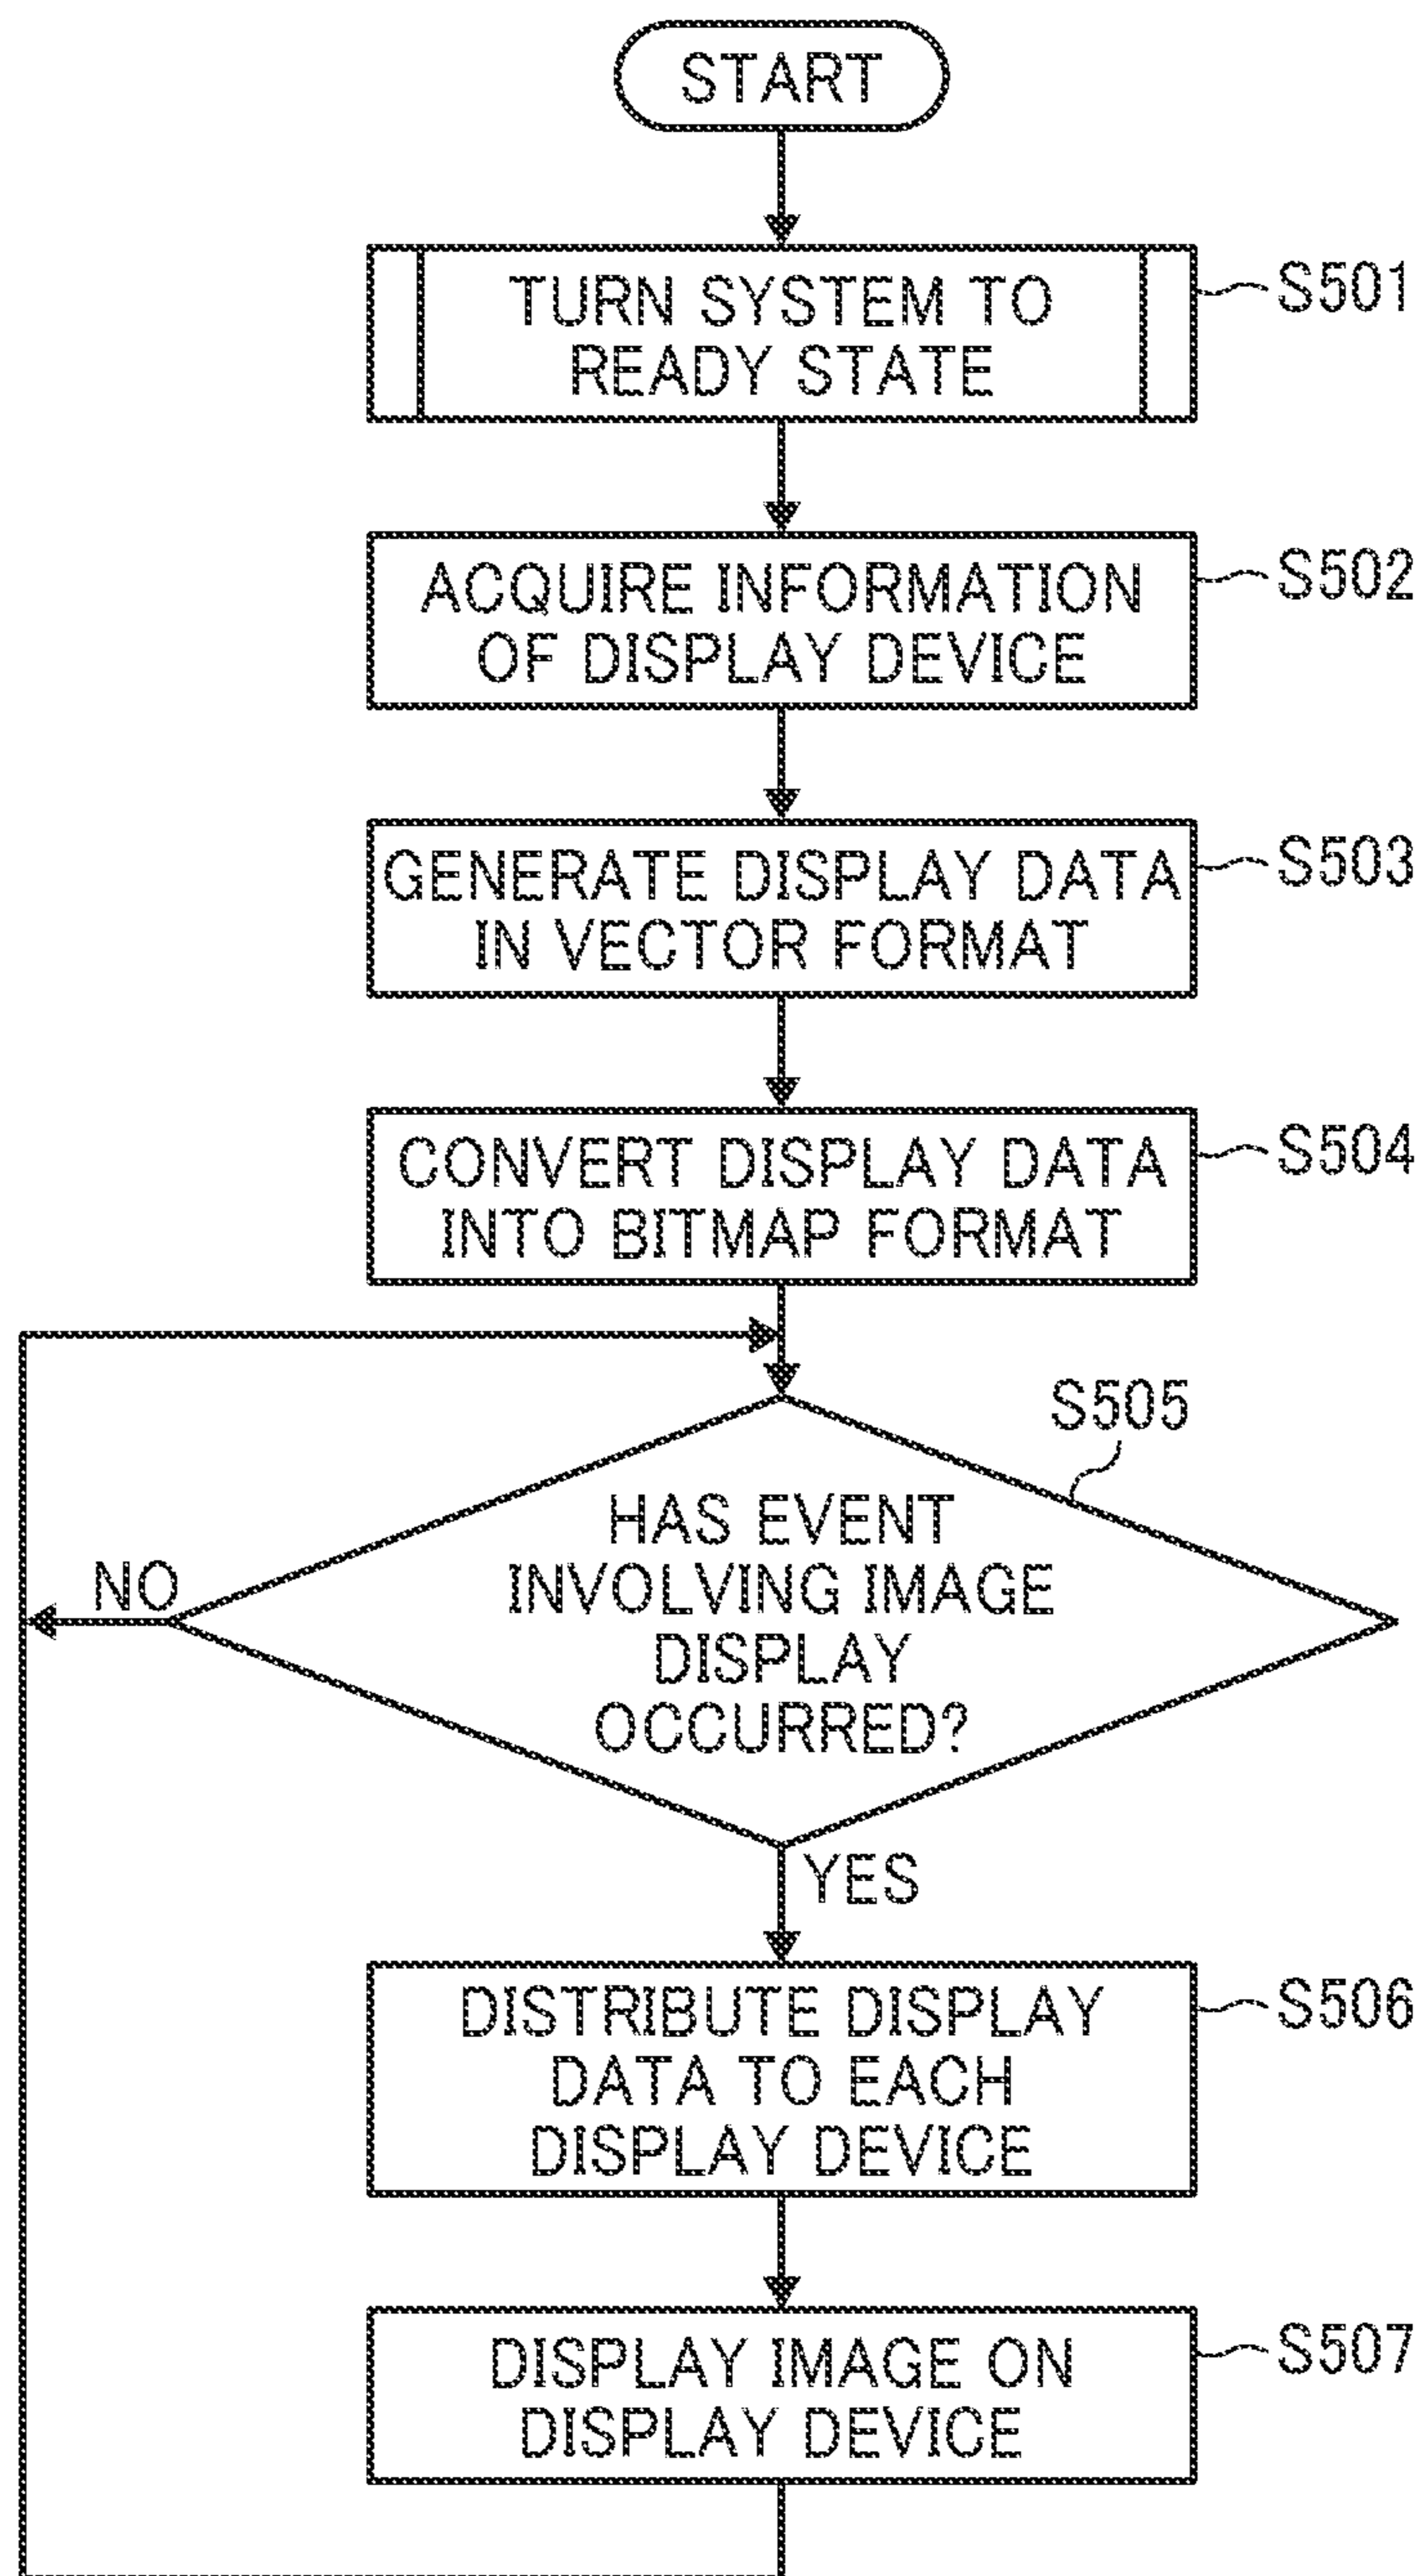 START
TURN SYSTEM TO
READY STATE
S501
ACQUIRE INFORMATION
OF DISPLAY DEVICE
S502
GENERATE DISPLAY DATA
IN VECTOR FORMAT
S503
CONVERT DISPLAY DATA
INTO BITMAP FORMAT
S504
S505
HAS EVENT
INVOLVING IMAGE
DISPLAY
OCCURRED?
NO
YES
DISTRIBUTE DISPLAY
DATA TO EACH
DISPLAY DEVICE
S506
DISPLAY IMAGE ON
DISPLAY DEVICE
S507